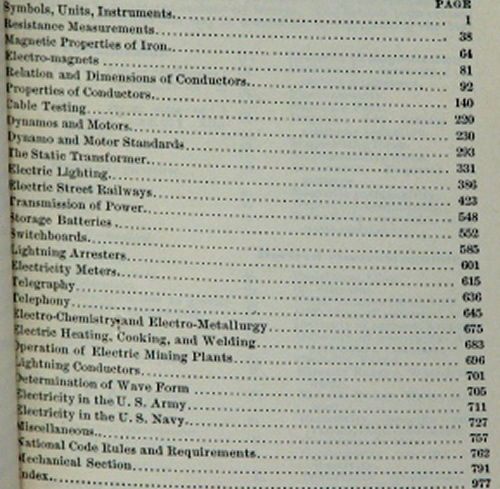 PAGE
Symbols, Units, Instruments 1
Resistance Measurements 38
Magnetic Properties of Iron 64
Electro-magnets 81
Relation and Dimensions of Conductors 92
Properties of Conductors 140
Cable Testing 220
Dynamos and Motors 230
Dynamo and Motor Standards 293
The Static Transformer 331
Electric Lighting 386
Electric Street Railways 423
Transmission of Power 548
Storage Batteries 552
Switchboards 585
Lightning Arresters 601
Electricity Meters 615
Telegraphy 636
Telephony 645
Electro-Chemistry and Electro-Metallurgy 675
Electric Heating, Cooking, and Welding 683
Operation of Electric Mining Plants 696
Lightning Conductors 701
Determination of Wave Form 705
Electricity in the U. S. Army 711
Electricity in the U. S. Navy 727
Miscellaneous 757
National Code Rules and Requirements 762
Mechanical Section 791
Index 977